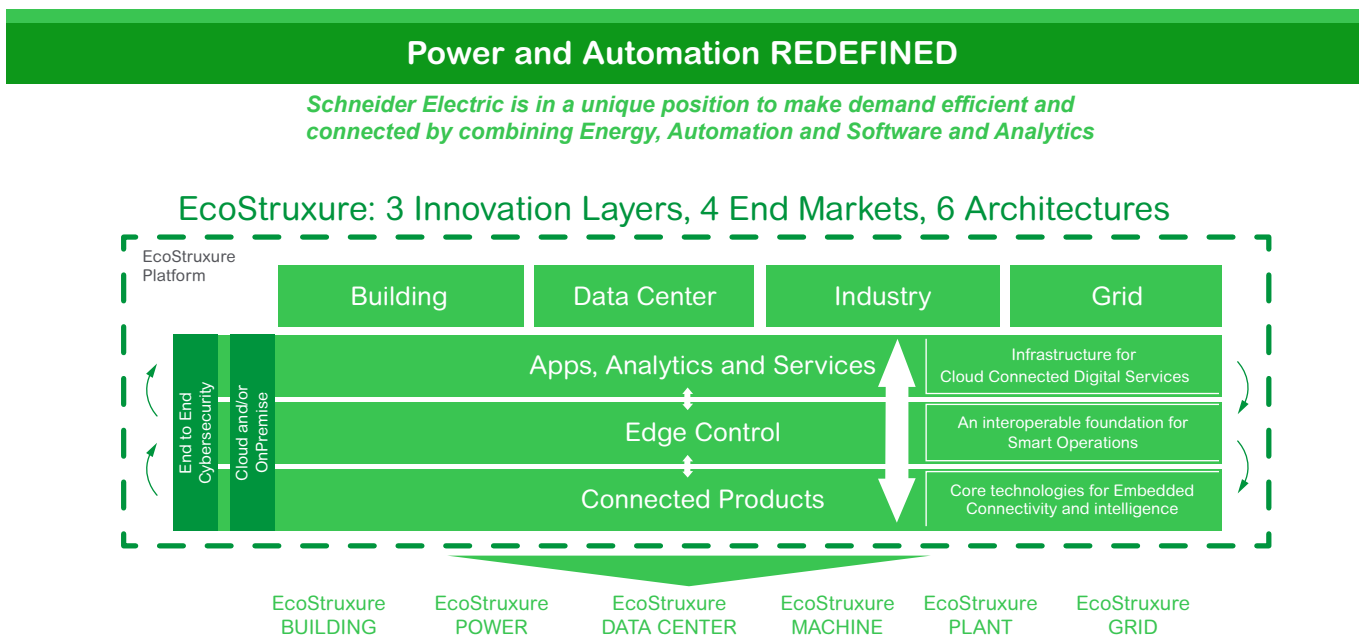 Power and Automation REDEFINED
Schneider Electric is in a unique position to make demand efficient and
connected by combining Energy, Automation and Software and Analytics
EcoStruxure: 3 Innovation Layers, 4 End Markets, 6 Architectures
EcoStruxure
Platform
Building
Data Center
Industry
Grid
End to End
Cybersecurity
Cloud and/or
OnPremise
Apps, Analytics and Services
Infrastructure for
Cloud Connected Digital Services
Edge Control
An interoperable foundation for
Smart Operations
Connected Products
Core technologies for Embedded
Connectivity and intelligence
EcoStruxure
BUILDING
EcoStruxure
POWER
EcoStruxure
DATA CENTER
EcoStruxure
MACHINE
EcoStruxure
PLANT
EcoStruxure
GRID